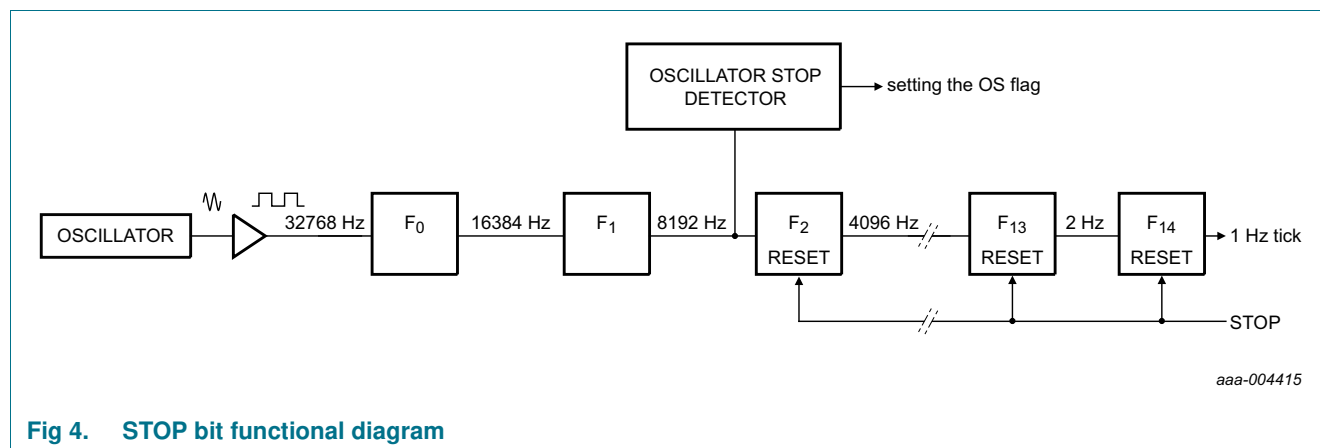 OSCILLATOR STOP
DETECTOR
setting the OS flag
OSCILLATOR
32768 Hz
F0
16384 Hz
F1
8192 Hz
F2
RESET
4096 Hz
F13
RESET
2 Hz
F14
RESET
1 Hz tick
STOP
aaa-004415
Fig 4. STOP bit functional diagram